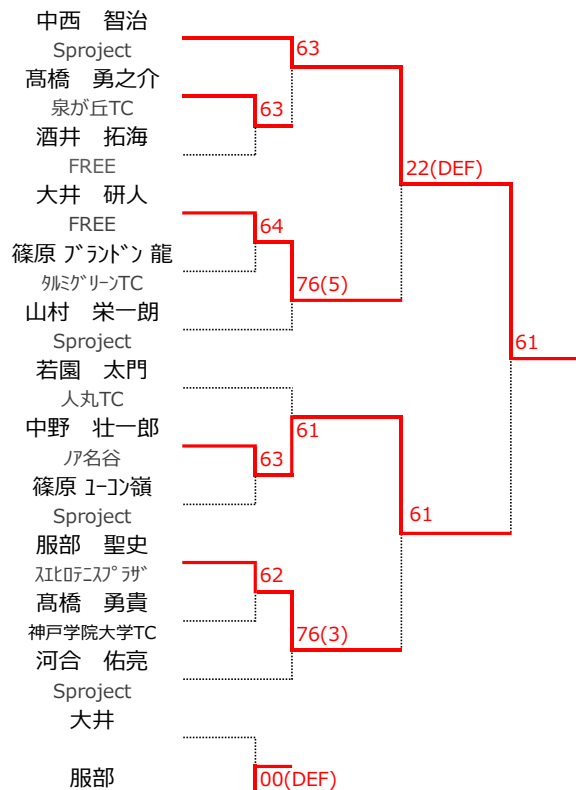 中西　智治
Sproject
63
髙橋　勇之介
泉が丘TC
63
酒井　拓海
FREE
22(DEF)
大井　研人
FREE
64
篠原 ﾌﾞﾗﾝﾄﾞﾝ 龍
ﾀﾙﾐｸﾞﾘｰﾝTC
76(5)
山村　栄一朗
Sproject
61
若園　太門
人丸TC
中野　壮一郎
61
ﾉｱ名谷
63
篠原 ﾕｰｺﾝ嶺
Sproject
61
服部　聖史
ｽｴﾋﾛﾃﾆｽﾌﾟﾗｻﾞ
62
髙橋　勇貴
神戸学院大学TC
76(3)
河合　佑亮
Sproject
大井
服部
00(DEF)